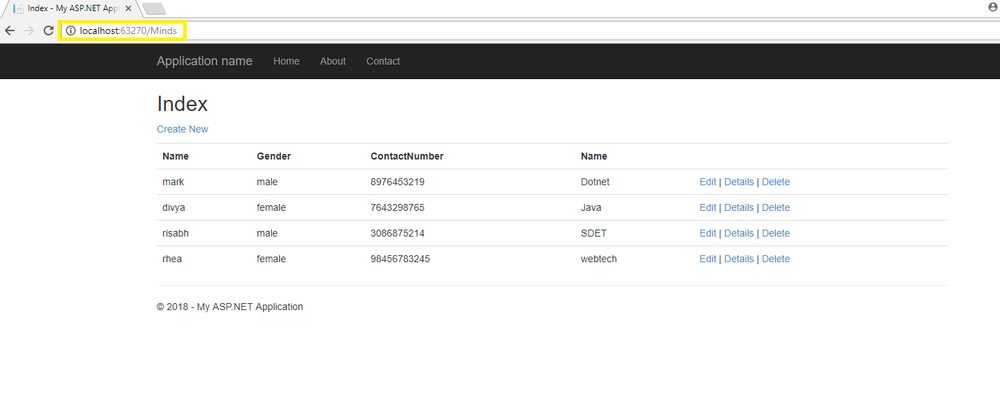 Index - My ASP.NET Appl
localhost:63270/Minds
Application name Home About Contact
Index
Create New
Name Gender ContactNumber Name
mark male 8976453219 Dotnet Edit | Details | Delete
divya female 7643298765 Java Edit | Details | Delete
risabh male 3086875214 SDET Edit | Details | Delete
rhea female 98456783245 webtech Edit | Details | Delete
© 2018 - My ASP.NET Application